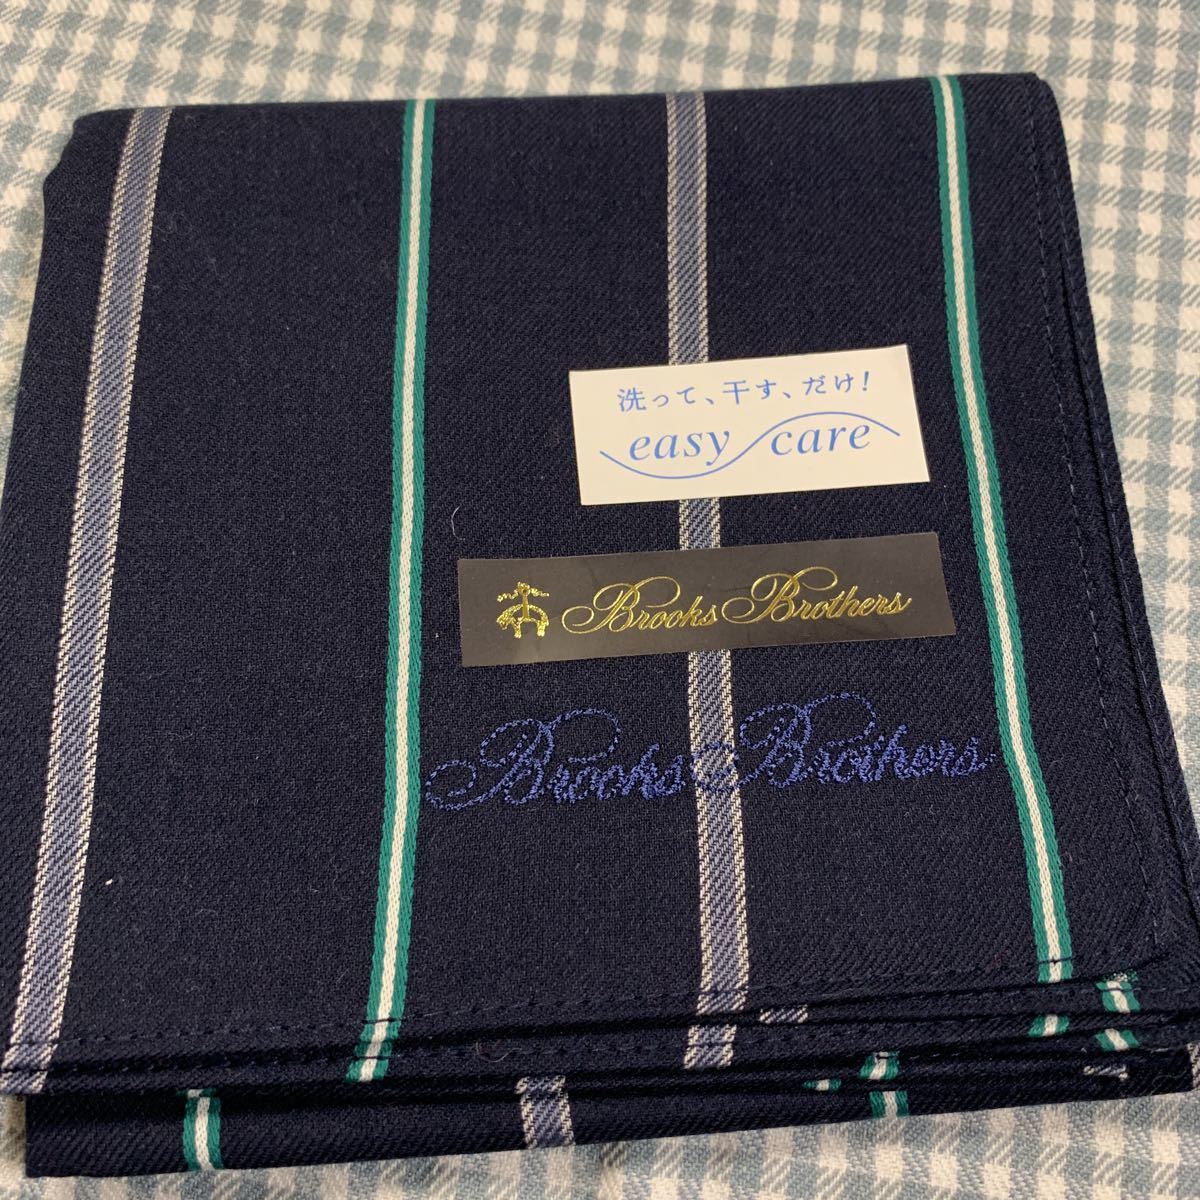 洗って、干す、だけ!
easy care
Brooks Brothers
Brooks Brothers